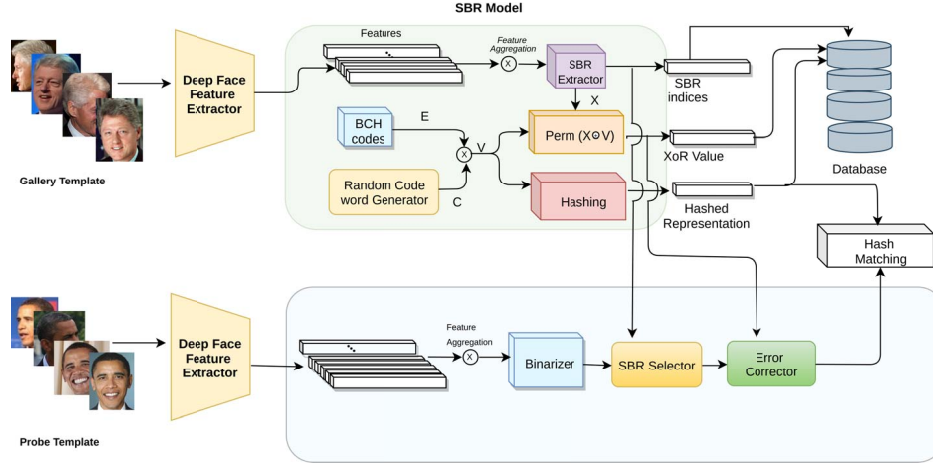 SBR Model
Features
Feature
Aggregation
X
Deep Face
Feature
Extractor
SBR
Extractor
SBR
indices
X
BCH
codes
E
Perm (X⊙V)
XoR Value
Database
X
V
Gallery Template
Random Code
word Generator
C
Hashing
Hashed
Representation
Hash
Matching
Feature
Aggregation
X
Deep Face
Feature
Extractor
Binarizer
SBR Selector
Error
Corrector
Probe Template